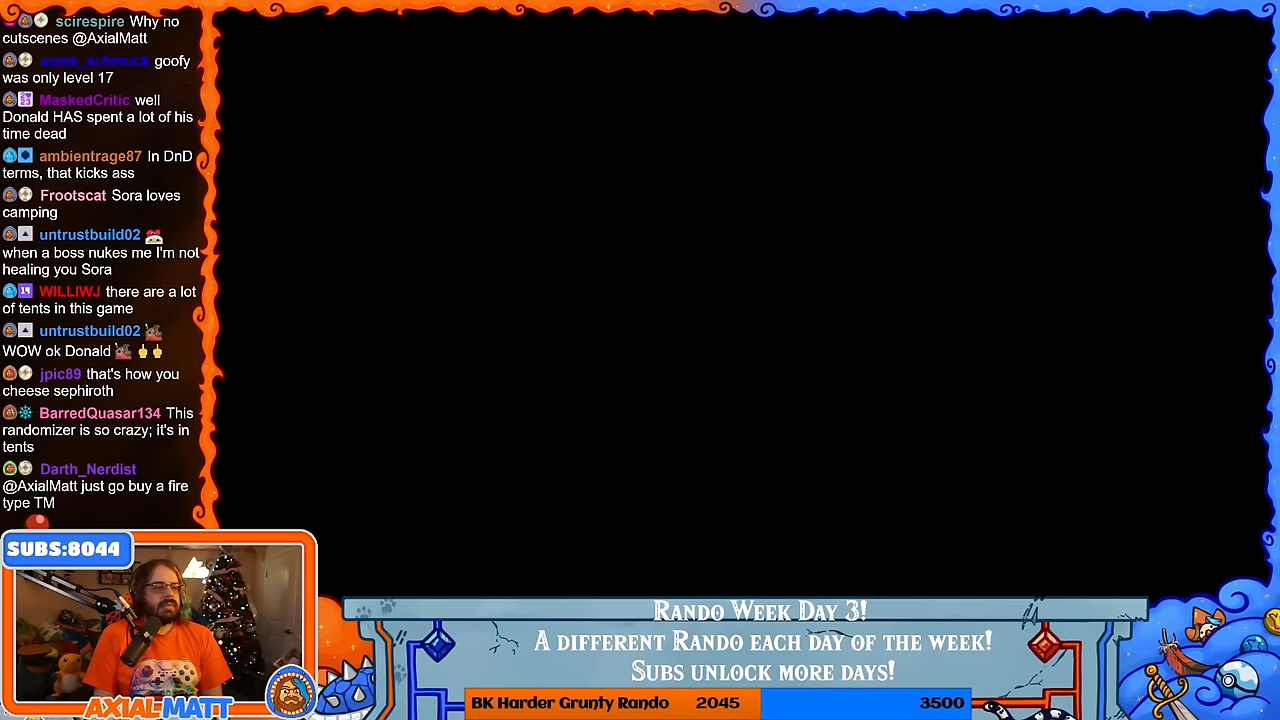 scirespire Why no
cutscenes @AxialMatt
some_schmuck goofy
was only level 17
MaskedCritic well
Donald HAS spent a lot of his
time dead
ambientrage87 In DnD
terms, that kicks ass
Frootscat Sora loves
camping
untrustbuild02
when a boss nukes me I'm not
healing you Sora
WILLIWJ there are a lot
of tents in this game
untrustbuild02
WOW ok Donald
jpic89 that's how you
cheese sephiroth
BarredQuasar134 This
randomizer is so crazy; it's in
tents
Darth_Nerdist
@AxialMatt just go buy a fire
type TM
SUBS:8044
AXIALMATT
Rando Week Day 3!
A different Rando each day of the week!
Subs unlock more days!
BK Harder Grunty Rando 2045 3500